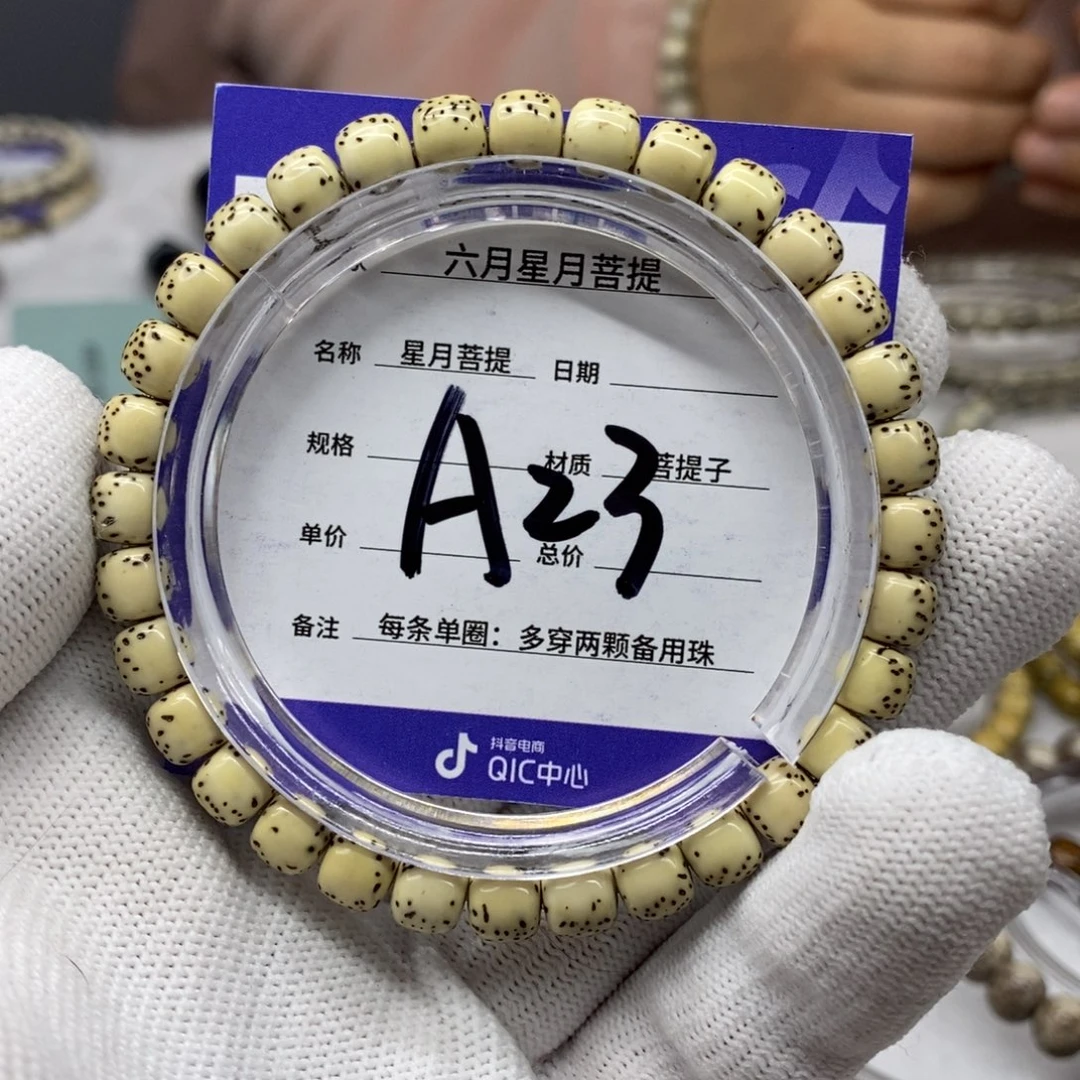 六月星月菩提
名称 星月菩提 日期
规格 材质 菩提子
A23
单价 总价
备注 每条单圈：多穿两颗备用珠
抖音电商
QIC中心